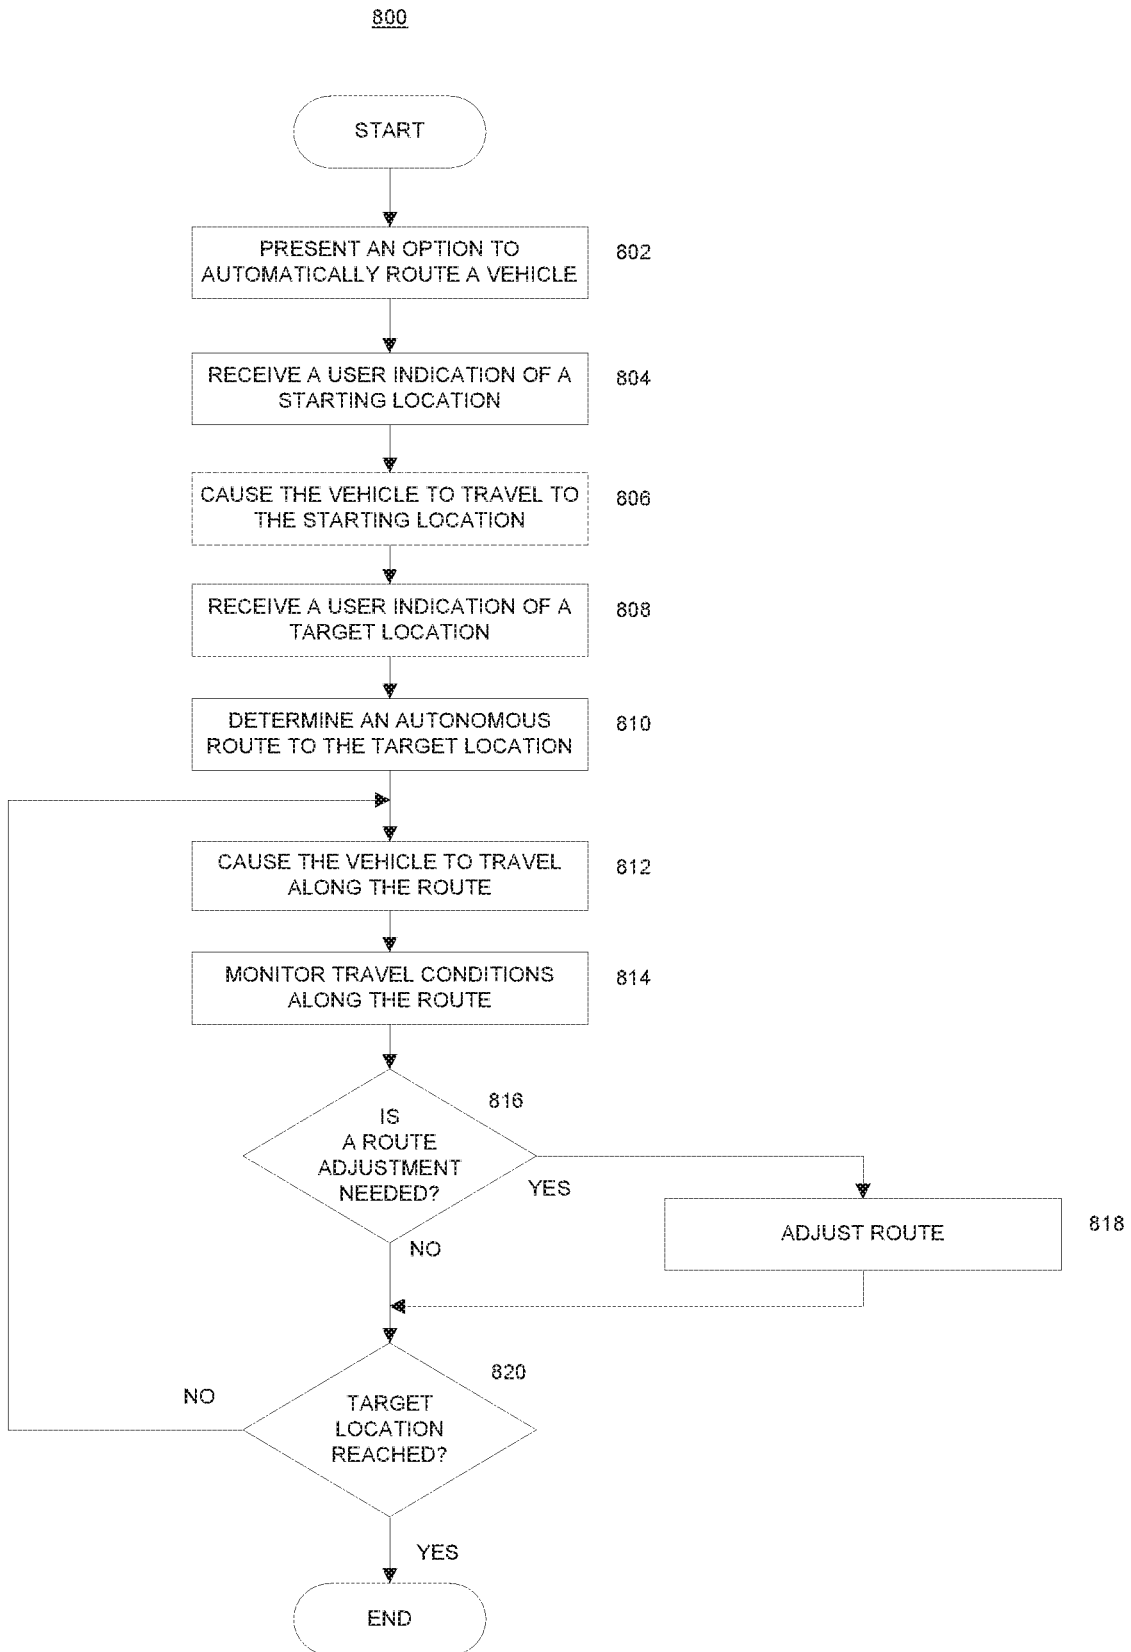 800
START
PRESENT AN OPTION TO
AUTOMATICALLY ROUTE A VEHICLE
802
RECEIVE A USER INDICATION OF A
STARTING LOCATION
804
CAUSE THE VEHICLE TO TRAVEL TO
THE STARTING LOCATION
806
RECEIVE A USER INDICATION OF A
TARGET LOCATION
808
DETERMINE AN AUTONOMOUS
ROUTE TO THE TARGET LOCATION
810
CAUSE THE VEHICLE TO TRAVEL
ALONG THE ROUTE
812
MONITOR TRAVEL CONDITIONS
ALONG THE ROUTE
814
816
IS
A ROUTE
ADJUSTMENT
NEEDED?
YES
NO
ADJUST ROUTE
818
820
NO
TARGET
LOCATION
REACHED?
YES
END